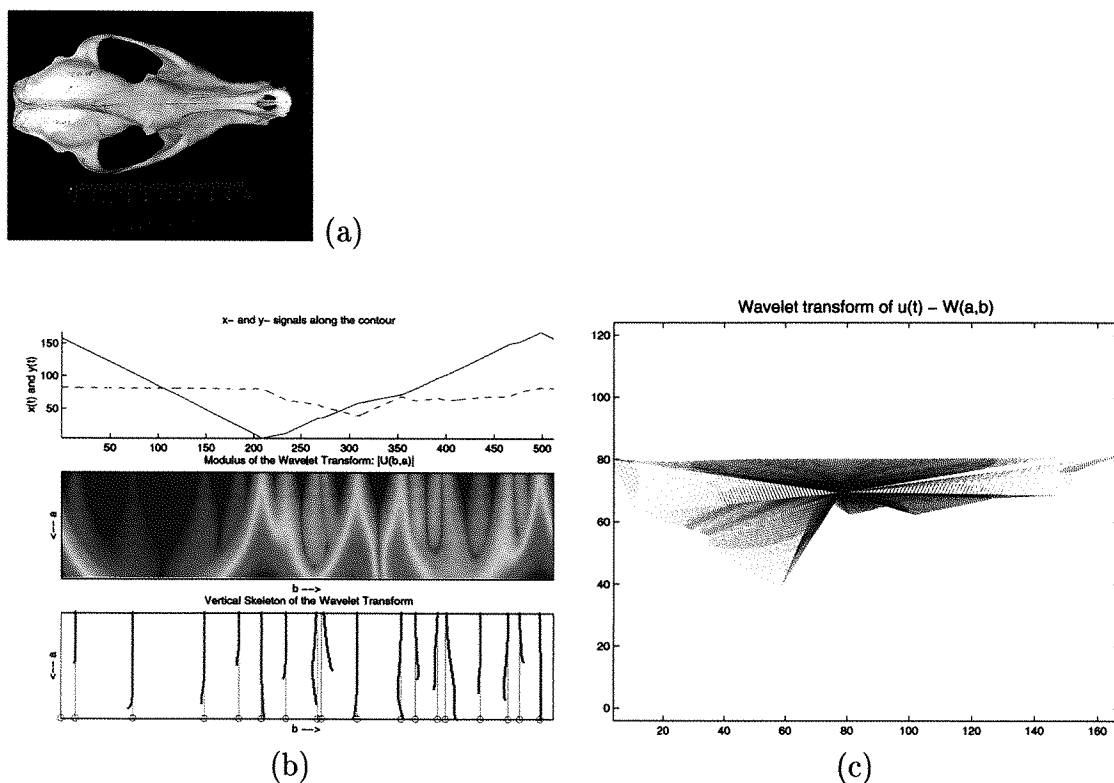 (a)
x- and y- signals along the contour
x(t) and y(t)
150
100
50
50 100 150 200 250 300 350 400 450 500
Modulus of the Wavelet Transform: |U(b,a)|
<--- a
b --->
Vertical Skeleton of the Wavelet Transform
<--- a
b --->
(b)
Wavelet transform of u(t) - W(a,b)
120
100
80
60
40
20
0
20 40 60 80 100 120 140 160
(c)